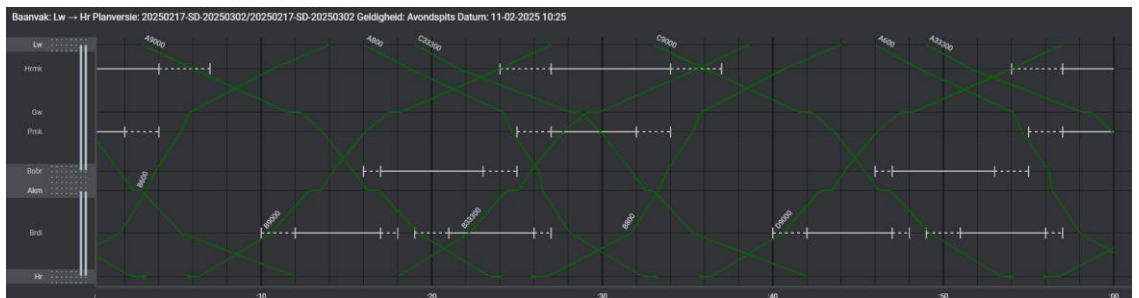 Baanvak: Lw → Hr Planversie: 20250217-SD-20250302/20250217-SD-20250302 Geldigheid: Avondspits Datum: 11-02-2025 10:25
A9000 A800 C33300 C9000 A600 A33300
Lw
Hrmk
Gw
Prnk
Bobr
Akm
Brdl
Hr
B600 B9000 B33300 B800 D9000
:10 :20 :30 :40 :50 :00